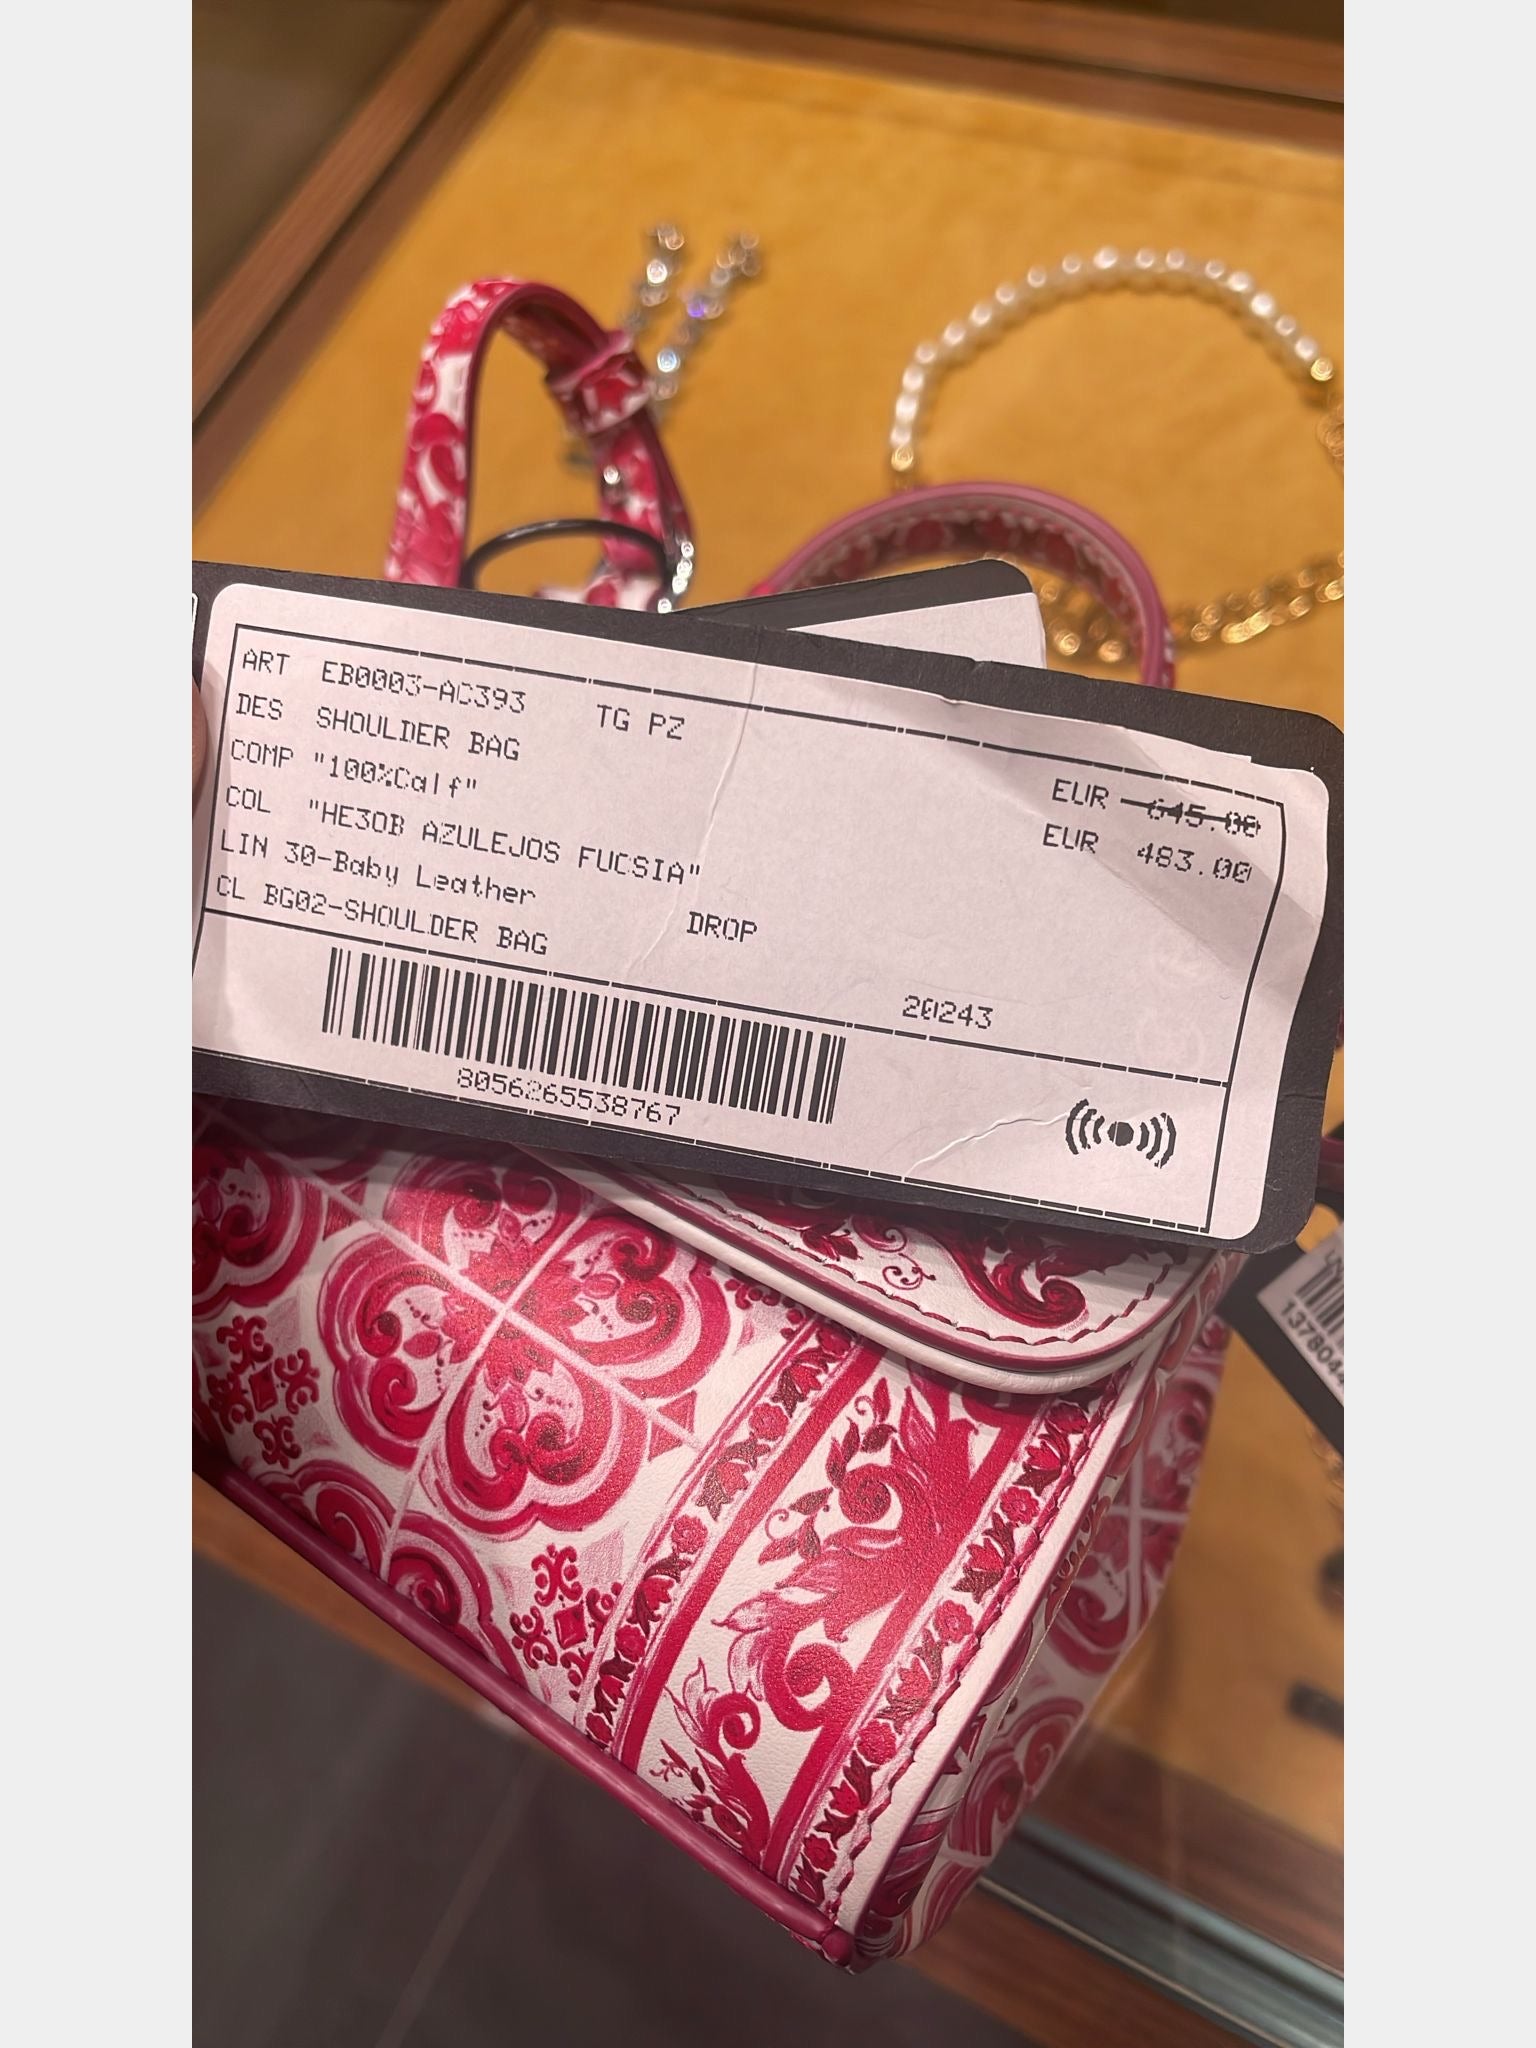 ART EB0003-AC393 TG PZ
DES SHOULDER BAG
COMP "100%Calf"
COL "HE3OB AZULEJOS FUCSIA"
LIN 30-Baby Leather
CL BG02-SHOULDER BAG DROP
EUR 645.00
EUR 483.00
20243
8056265538767